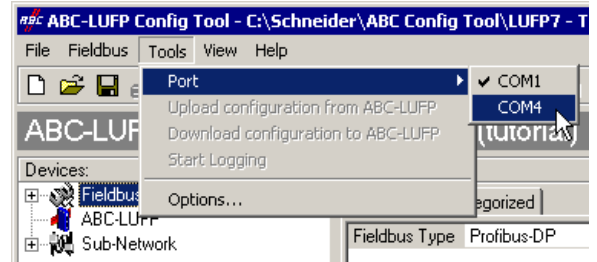 ABC ABC-LUFP Config Tool - C:\Schneider\ABC Config Tool\LUFP7 - T
File Fieldbus Tools View Help
Port
COM1
COM4
Upload configuration from ABC-LUFP
Download configuration to ABC-LUFP
Start Logging
Options...
ABC-LUF
(tutorial)
Devices:
Fieldbus
ABC-LUFP
Sub-Network
egorized
Fieldbus Type Profibus-DP